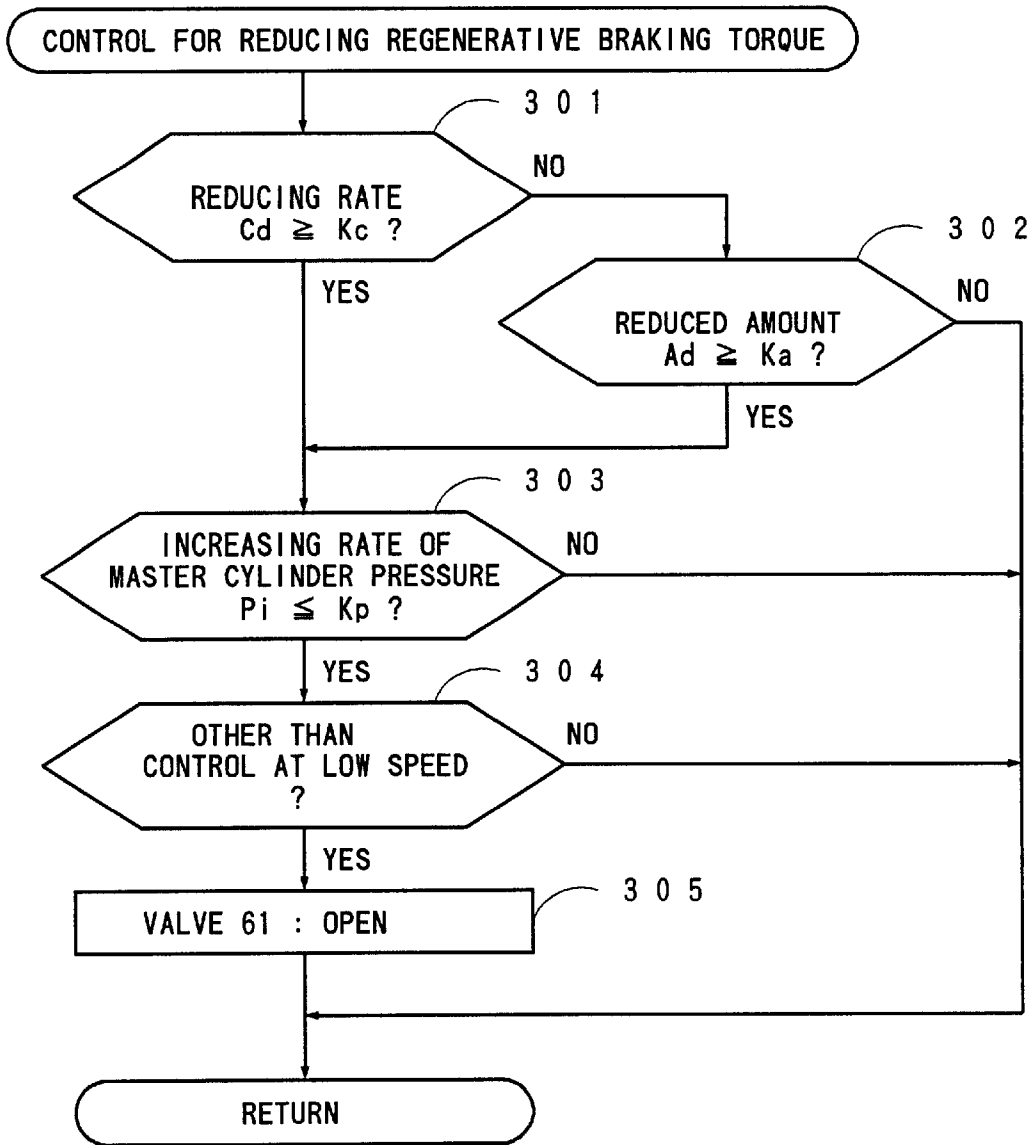 CONTROL FOR REDUCING REGENERATIVE BRAKING TORQUE
301
REDUCING RATE
Cd ≧ Kc ?
NO
YES
302
REDUCED AMOUNT
Ad ≧ Ka ?
NO
YES
303
INCREASING RATE OF
MASTER CYLINDER PRESSURE
Pi ≦ Kp ?
NO
YES
304
OTHER THAN
CONTROL AT LOW SPEED
?
NO
YES
305
VALVE 61 : OPEN
RETURN